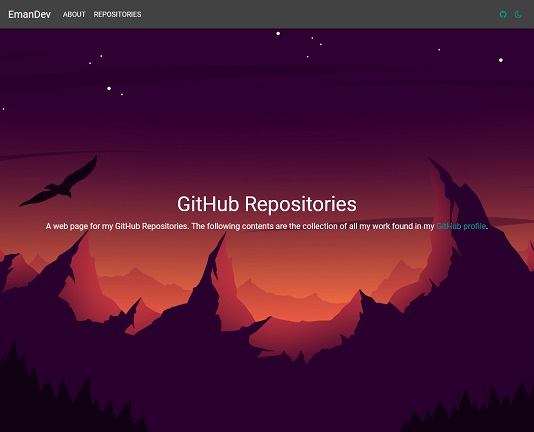 EmanDev ABOUT REPOSITORIES
GitHub Repositories
A web page for my GitHub Repositories. The following contents are the collection of all my work found in my GitHub profile.